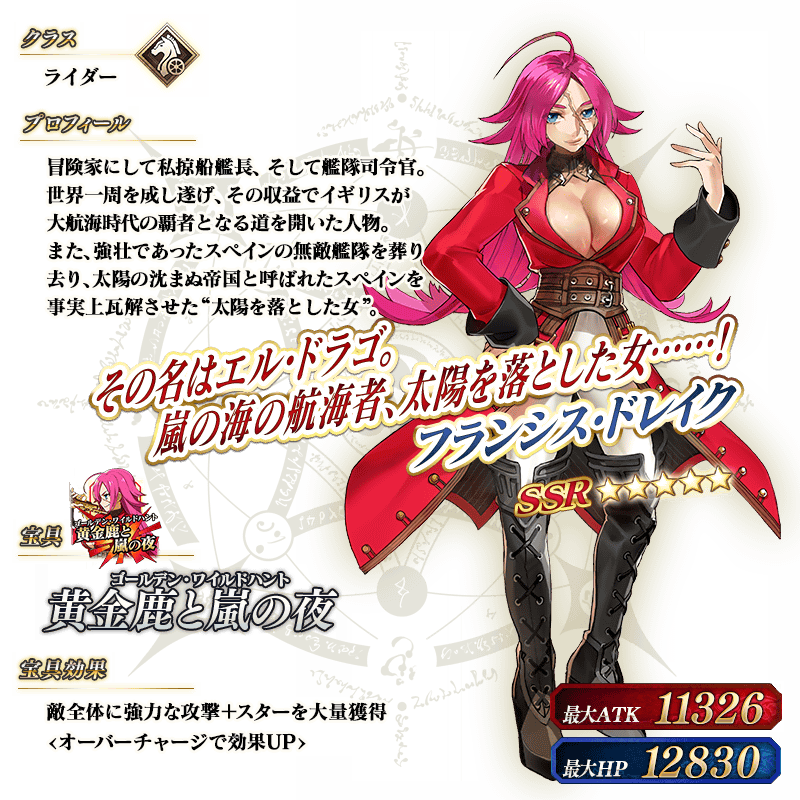 クラス
ライダー
プロフィール
冒険家にして私掠船艦長、そして艦隊司令官。
世界一周を成し遂げ、その収益でイギリスが
大航海時代の覇者となる道を開いた人物。
また、強壮であったスペインの無敵艦隊を葬り
去り、太陽の沈まぬ帝国と呼ばれたスペインを
事実上瓦解させた“太陽を落とした女”。
その名はエル・ドラゴ。
嵐の海の航海者、太陽を落とした女……！
フランシス・ドレイク
SSR ★★★★★
ゴールデン・ワイルドハント
黄金鹿と
嵐の夜
宝具
ゴールデン・ワイルドハント
黄金鹿と嵐の夜
宝具効果
敵全体に強力な攻撃＋スターを大量獲得
<オーバーチャージで効果UP>
最大ATK 11326
最大HP 12830